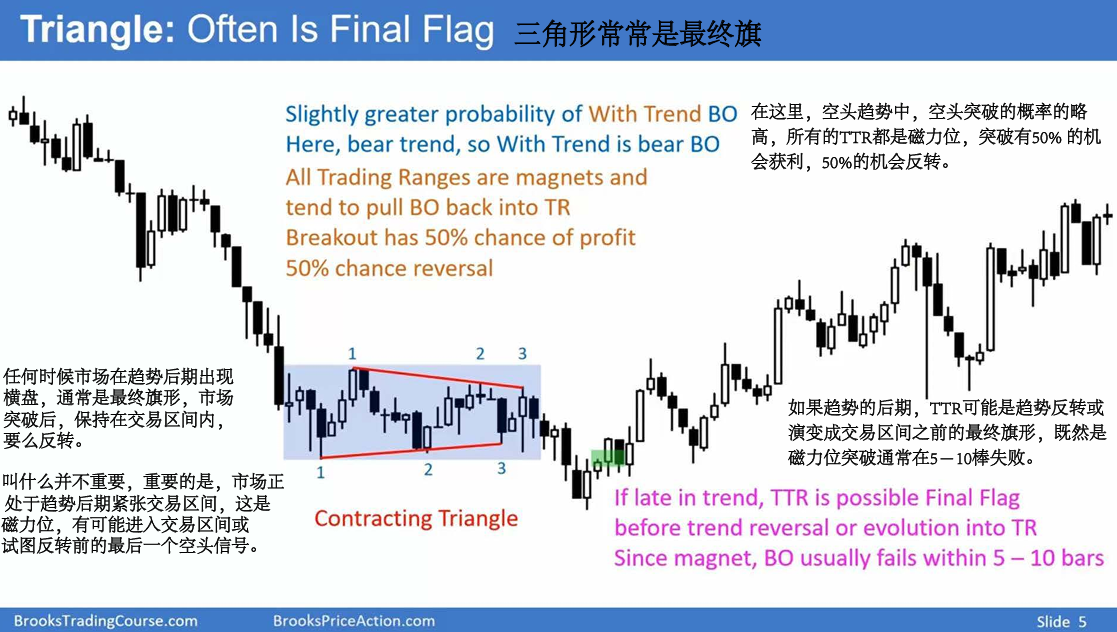 Triangle: Often Is Final Flag 三角形常常是最终旗
Slightly greater probability of With Trend BO
Here, bear trend, so With Trend is bear BO
All Trading Ranges are magnets and
tend to pull BO back into TR
Breakout has 50% chance of profit
50% chance reversal
在这里，空头趋势中，空头突破的概率的略
高，所有的TTR都是磁力位，突破有50% 的机
会获利，50%的机会反转。
1 2 3
任何时候市场在趋势后期出现
横盘，通常是最终旗形，市场
突破后，保持在交易区间内，
要么反转。
叫什么并不重要，重要的是，市场正
处于趋势后期紧张交易区间，这是
磁力位，有可能进入交易区间或
试图反转前的最后一个空头信号。
1 2 3
Contracting Triangle
如果趋势的后期，TTR可能是趋势反转或
演变成交易区间之前的最终旗形，既然是
磁力位突破通常在5－10棒失败。
If late in trend, TTR is possible Final Flag
before trend reversal or evolution into TR
Since magnet, BO usually fails within 5 – 10 bars
BrooksTradingCourse.com BrooksPriceAction.com Slide 5